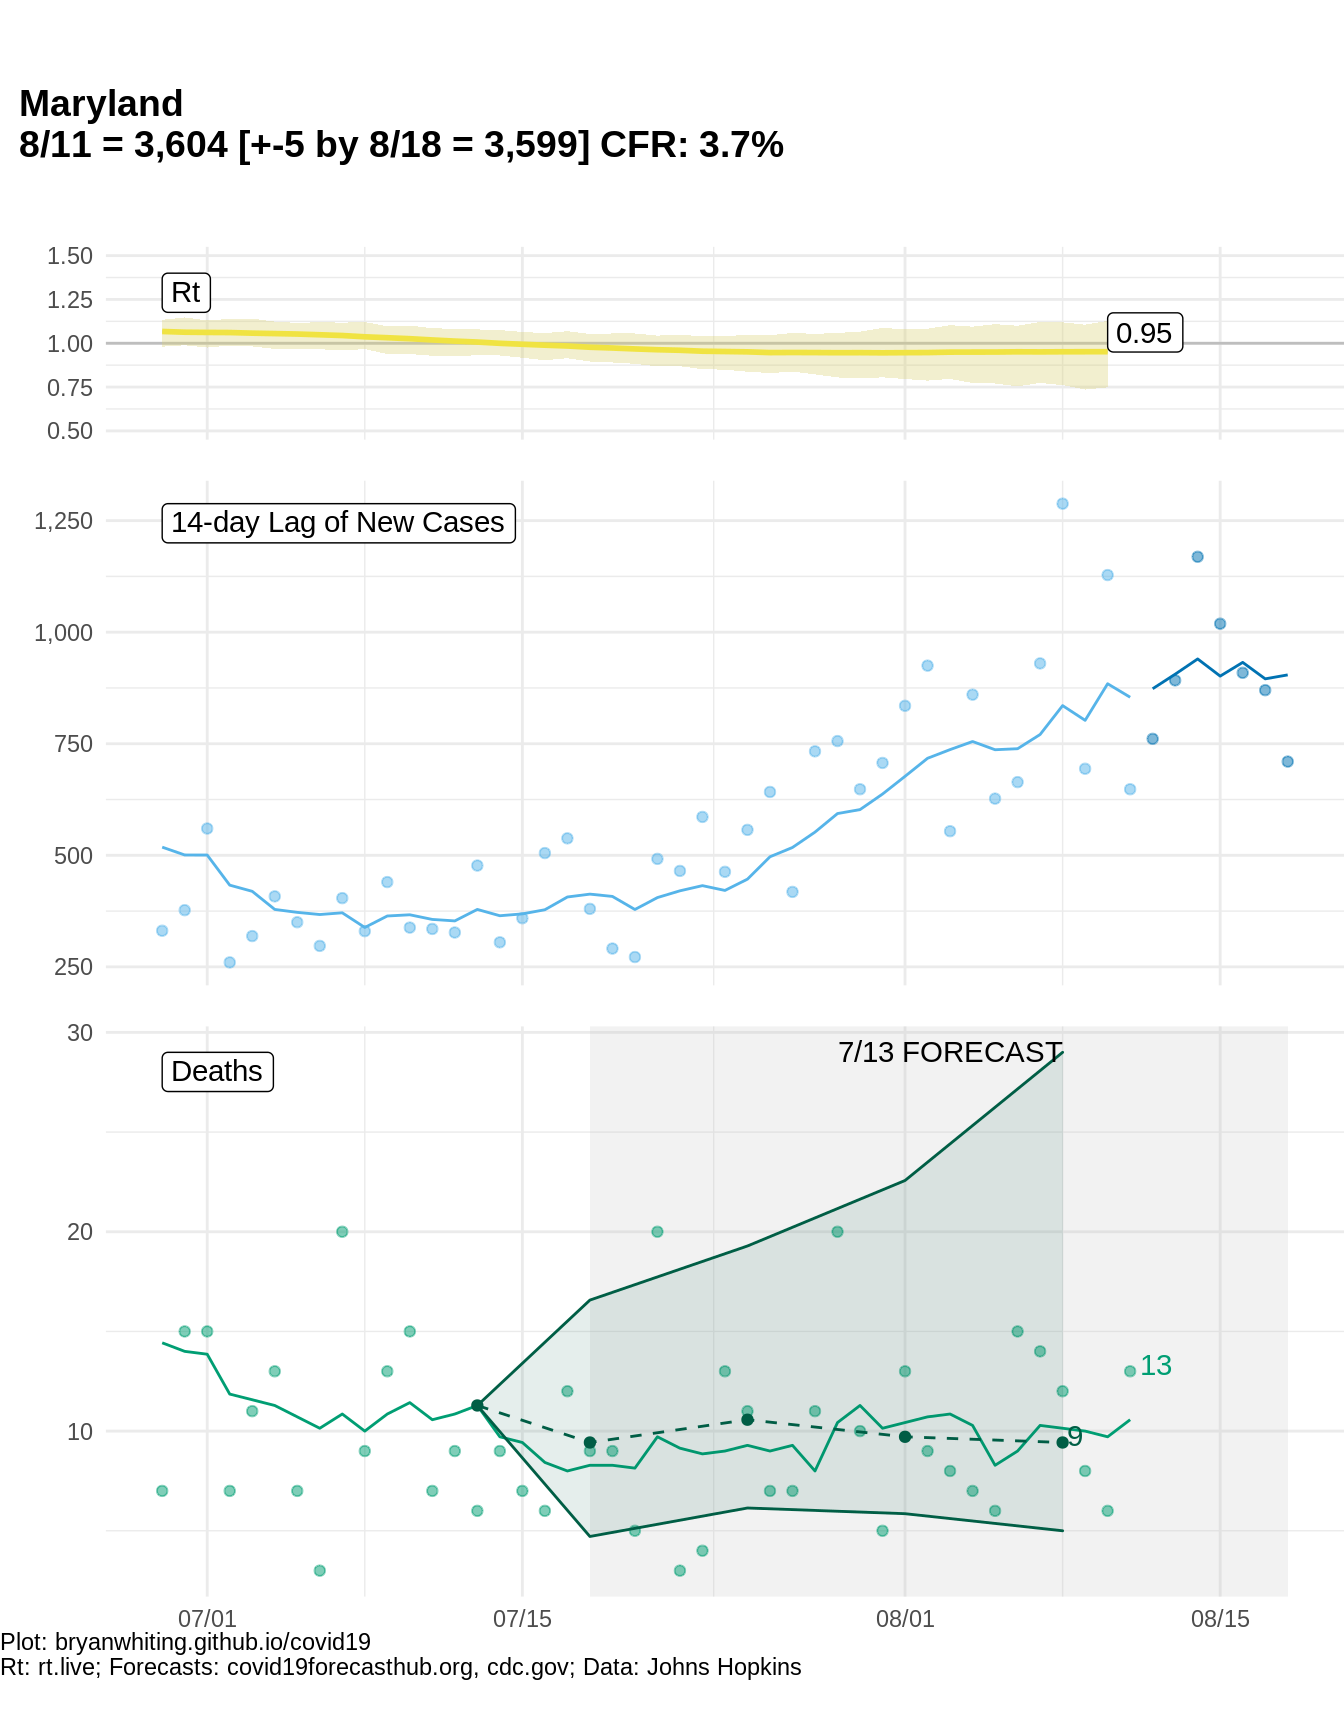 Maryland
8/11 = 3,604 [+-5 by 8/18 = 3,599] CFR: 3.7%
1.50
1.25
1.00
0.75
0.50
Rt
0.95
1,250
1,000
750
500
250
14-day Lag of New Cases
30
20
10
Deaths
7/13 FORECAST
13
9
07/01
07/15
08/01
08/15
Plot: bryanwhiting.github.io/covid19
Rt: rt.live; Forecasts: covid19forecasthub.org, cdc.gov; Data: Johns Hopkins